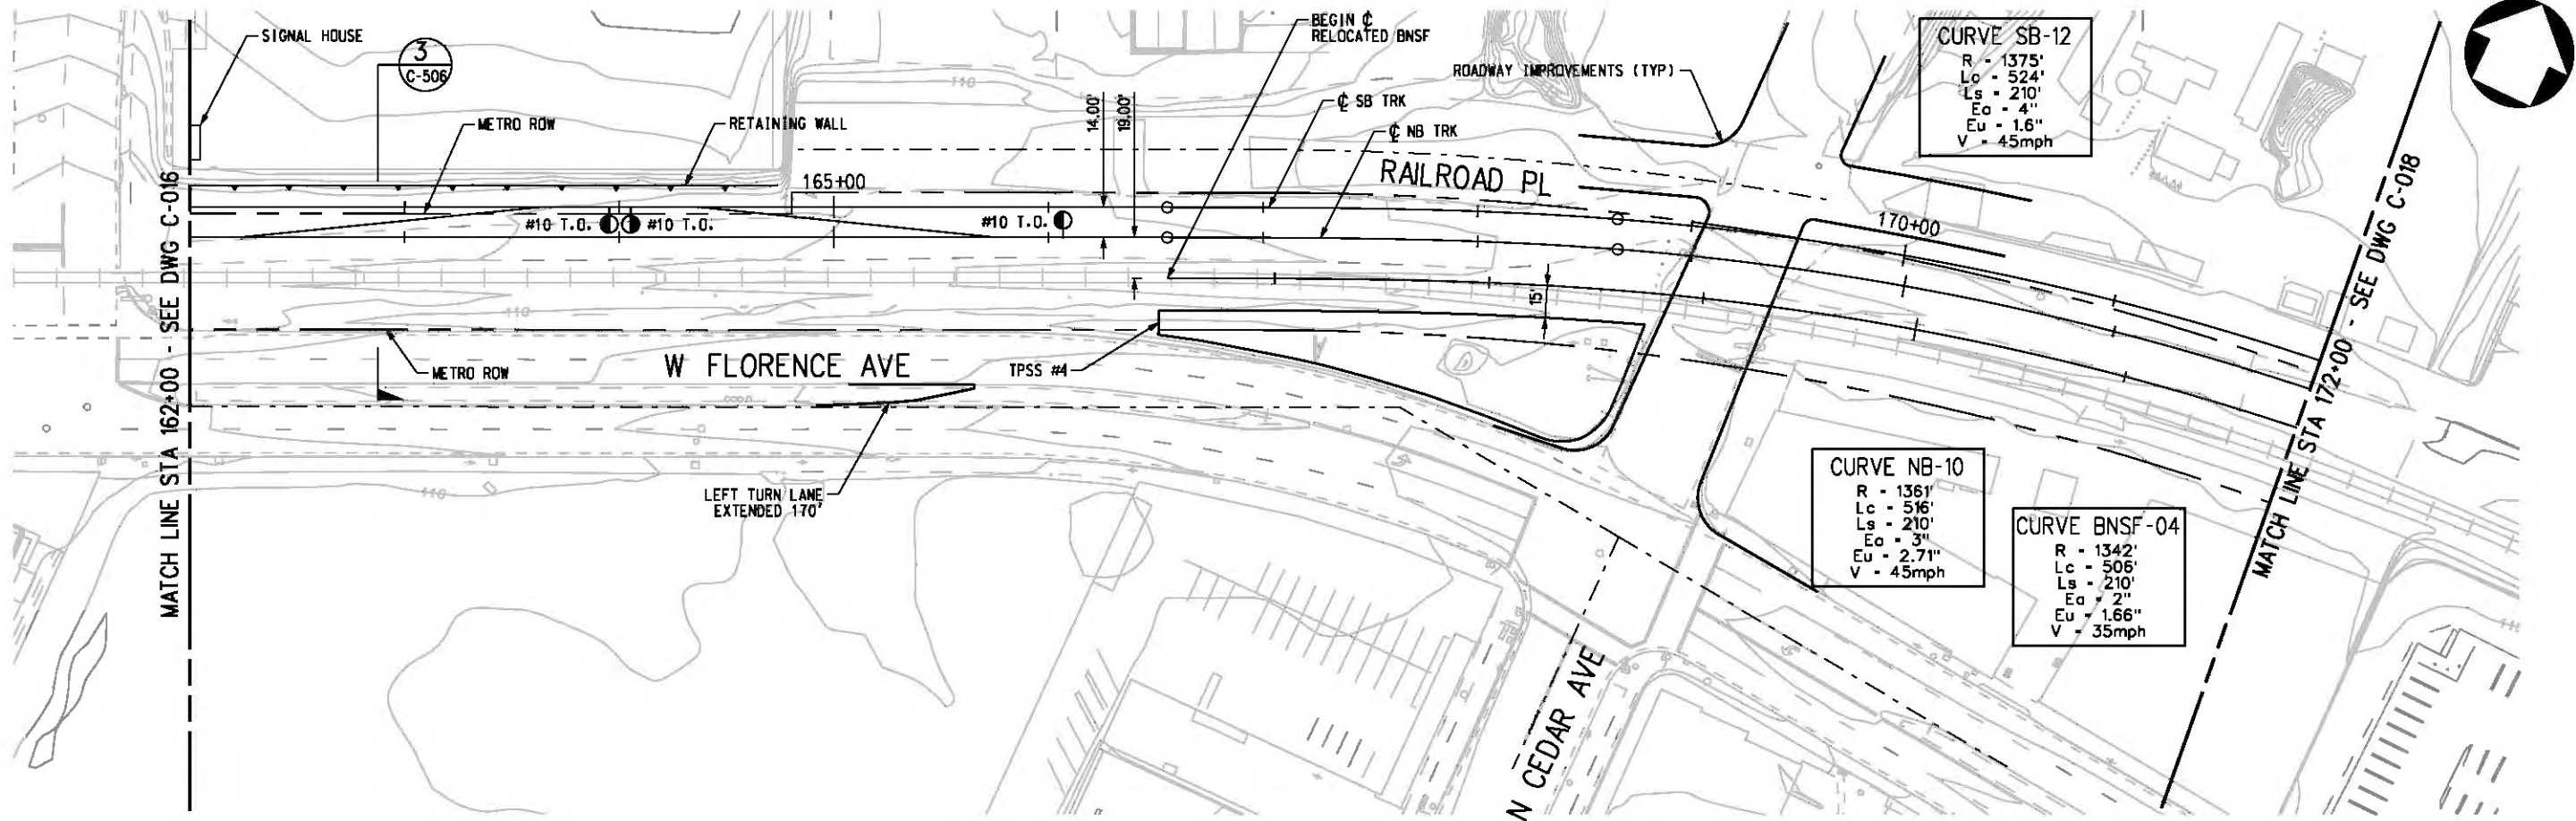 SIGNAL HOUSE
3
C-506
METRO ROW
RETAINING WALL
BEGIN ℄
RELOCATED BNSF
14.00'
19.00'
℄ SB TRK
℄ NB TRK
ROADWAY IMPROVEMENTS (TYP)
CURVE SB-12
R - 1375'
Lc - 524'
Ls - 210'
Ea - 4"
Eu - 1.6"
V - 45mph
165+00
RAILROAD PL
170+00
#10 T.O.
#10 T.O.
#10 T.O.
110
110
15'
METRO ROW
W FLORENCE AVE
TPSS #4
LEFT TURN LANE
EXTENDED 170'
110
MATCH LINE STA 162+00 - SEE DWG C-016
MATCH LINE STA 172+00 - SEE DWG C-018
CURVE NB-10
R - 1361'
Lc - 516'
Ls - 210'
Ea - 3"
Eu - 2.71"
V - 45mph
CURVE BNSF-04
R - 1342'
Lc - 506'
Ls - 210'
Ea - 2"
Eu - 1.66"
V - 35mph
N CEDAR AVE